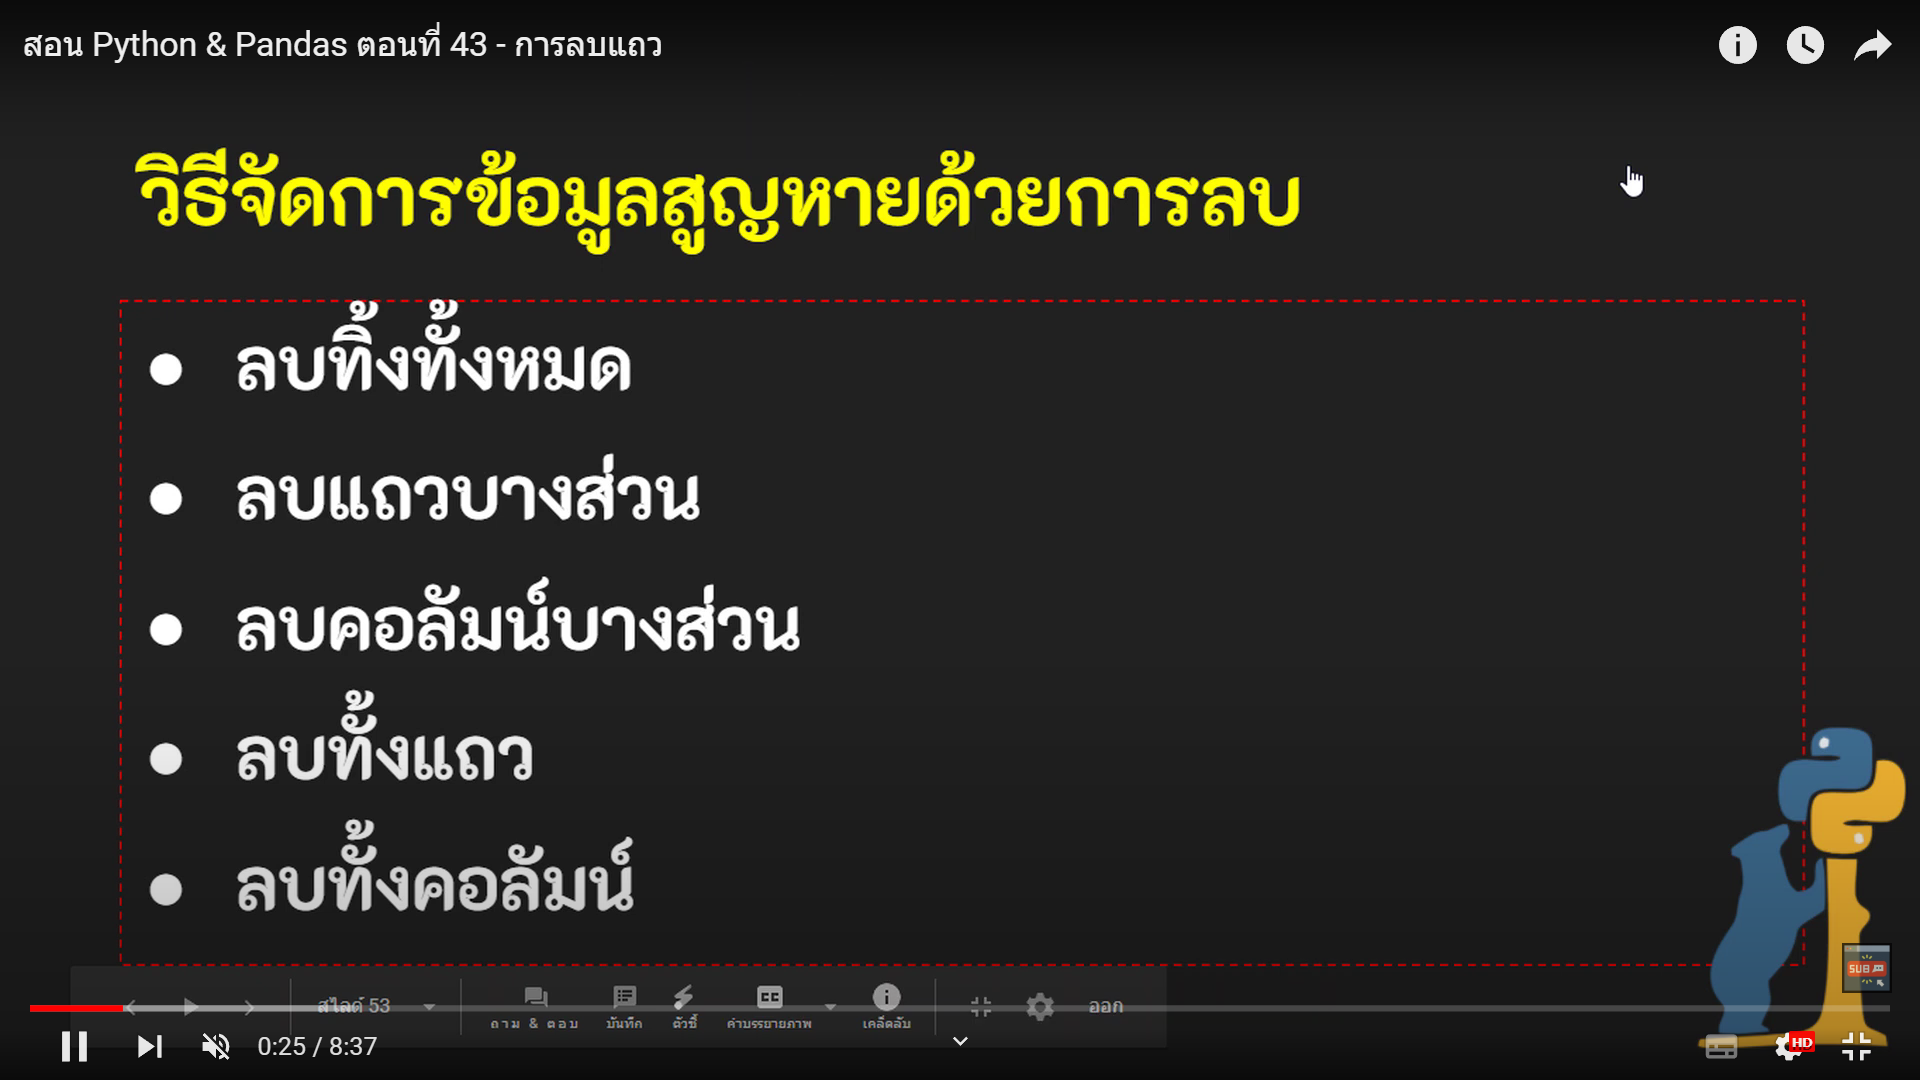 สอน Python & Pandas ตอนที่ 43 - การลบแถว
วิธีจัดการข้อมูลสูญหายด้วยการลบ
● ลบทิ้งทั้งหมด
● ลบแถวบางส่วน
● ลบคอลัมน์บางส่วน
● ลบทั้งแถว
● ลบทั้งคอลัมน์
SUB
สไลด์ 53
CC
ออก
ถาม & ตอบ
บันทึก
ตัวชี้
คำบรรยายภาพ
เคล็ดลับ
0:25 / 8:37
HD